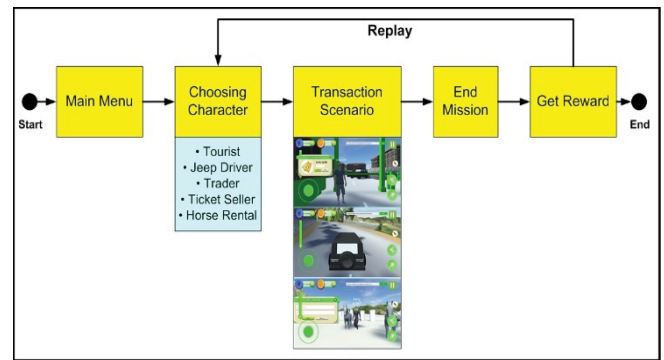 Replay
Start
Main Menu
Choosing
Character
Transaction
Scenario
End
Mission
Get Reward
End
• Tourist
• Jeep Driver
• Trader
• Ticket Seller
• Horse Rental